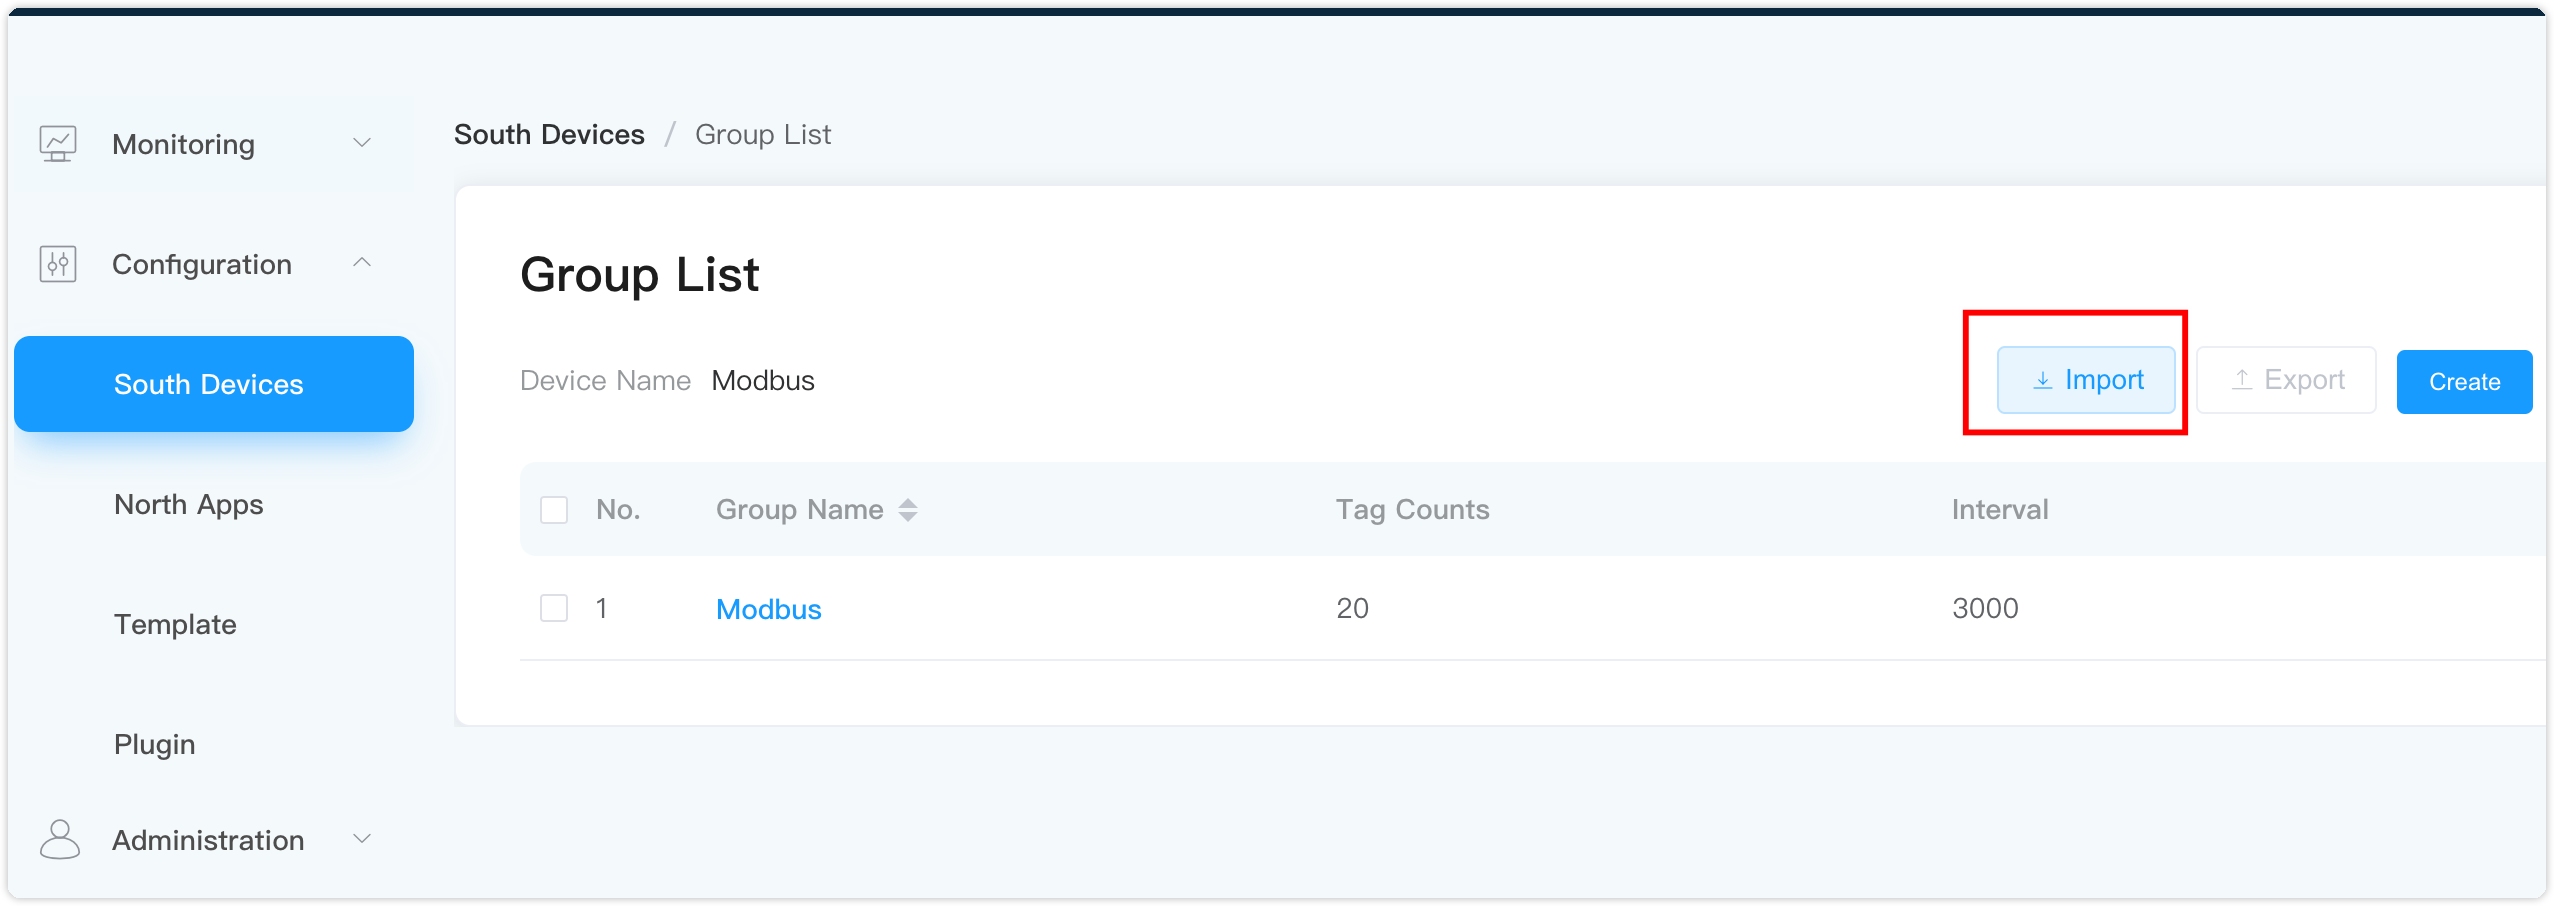 Monitoring
Configuration
South Devices
North Apps
Template
Plugin
Administration
South Devices / Group List
Group List
Device Name Modbus
Import Export Create
No. Group Name Tag Counts Interval
1 Modbus 20 3000